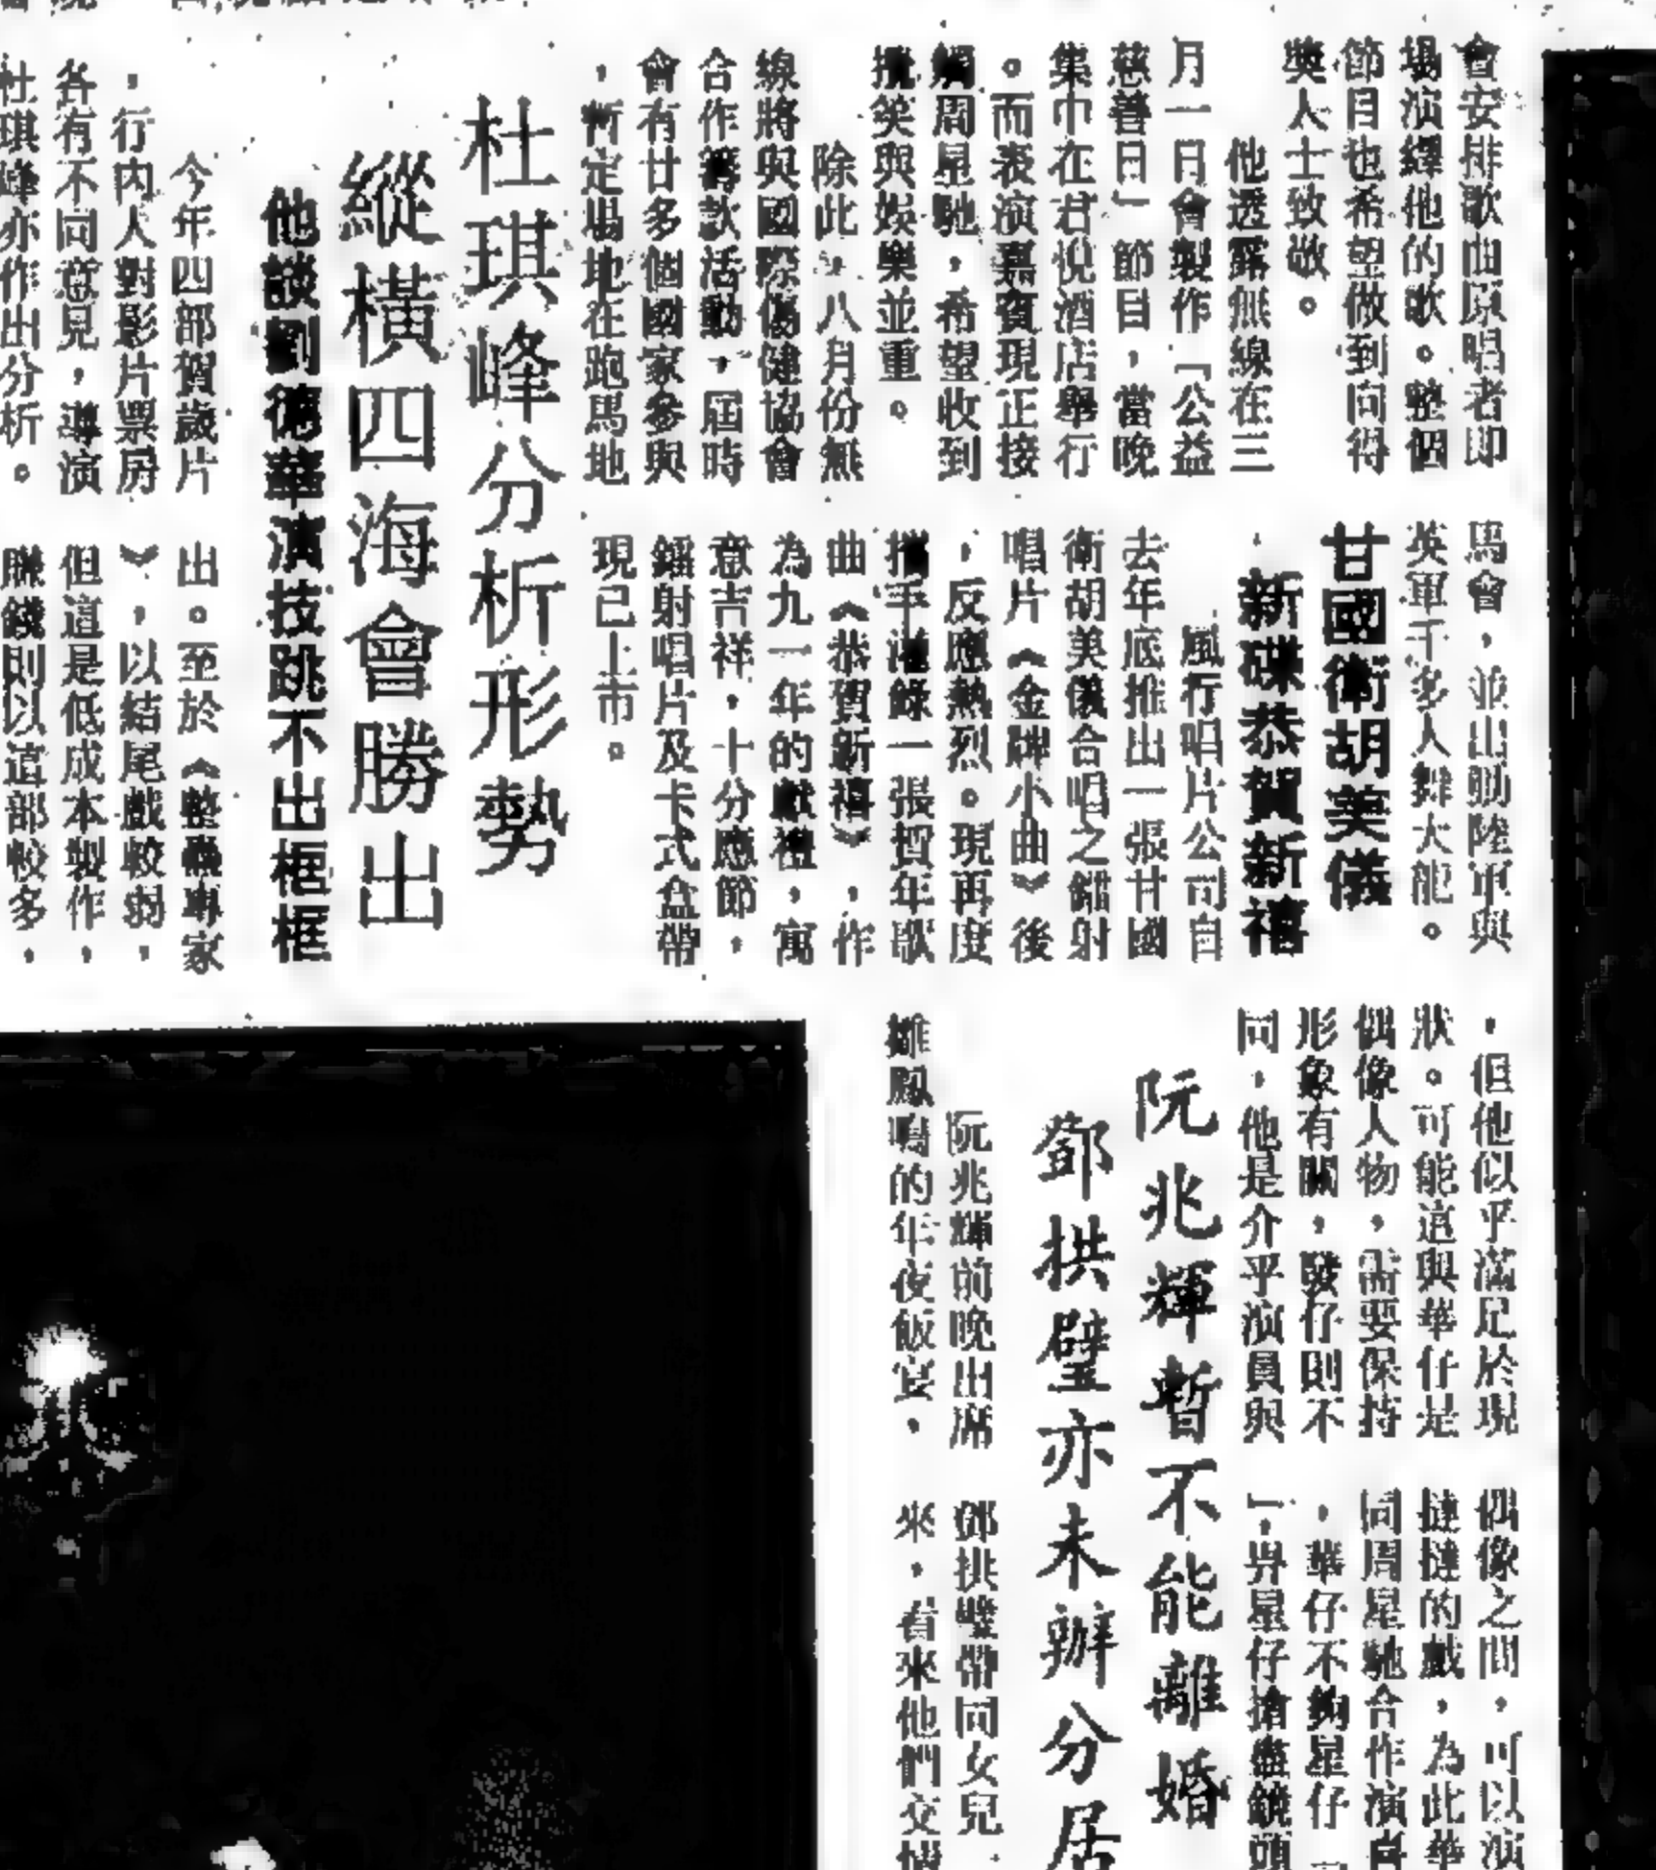 會安排歌曲原唱者即
場演繹他的歌。整個
節目也希望做到向得
獎人士致敬。
他透露無線在三
月一日會製作「公益
慈善日」節目,當晚
集中在君悅酒店舉行
。而表演嘉賓現正接
觸周星馳,希望收到
搞笑與娛樂並重。
除此,八月份無
線將與國際傷健協會
合作籌款活動,屆時
會有廿多個國家參與
,暫定場地在跑馬地
馬會,並出動陸軍與
英軍千多人舞大龍。
甘國衛胡美儀
新碟恭賀新禧
風行唱片公司自
去年底推出一張甘國
衛胡美儀合唱之鐳射
唱片《金牌小曲》後
,反應熱烈。現再度
攜手灌錄一張賀年歌
曲《恭賀新禧》,作
為九一年的獻禮,寓
意吉祥,十分應節,
鐳射唱片及卡式盒帶
現已上市。
杜琪峰分析形勢
縱橫四海會勝出
他談劉德華演技跳不出框框
今年四部賀歲片
,行內人對影片票房
各有不同意見,導演
杜琪峰亦作出分析。
出。至於《整蠱專家
》,以結尾戲較弱,
但這是低成本製作,
賺錢則以這部較多,
,但他似乎滿足於現
狀。可能這與華仔是
偶像人物,需要保持
形象有關,發仔則不
同,他是介乎演員與
偶像之間,可以演
撻撻的戲,為此華
同周星馳合作演
,華仔不夠星仔
星仔搶盡鏡頭
阮兆輝暫不能離婚
鄧拱璧亦未辦分居
阮兆輝前晚出席
雛鳳鳴的年夜飯宴,
鄧拱璧帶同女兒
來,看來他們交情